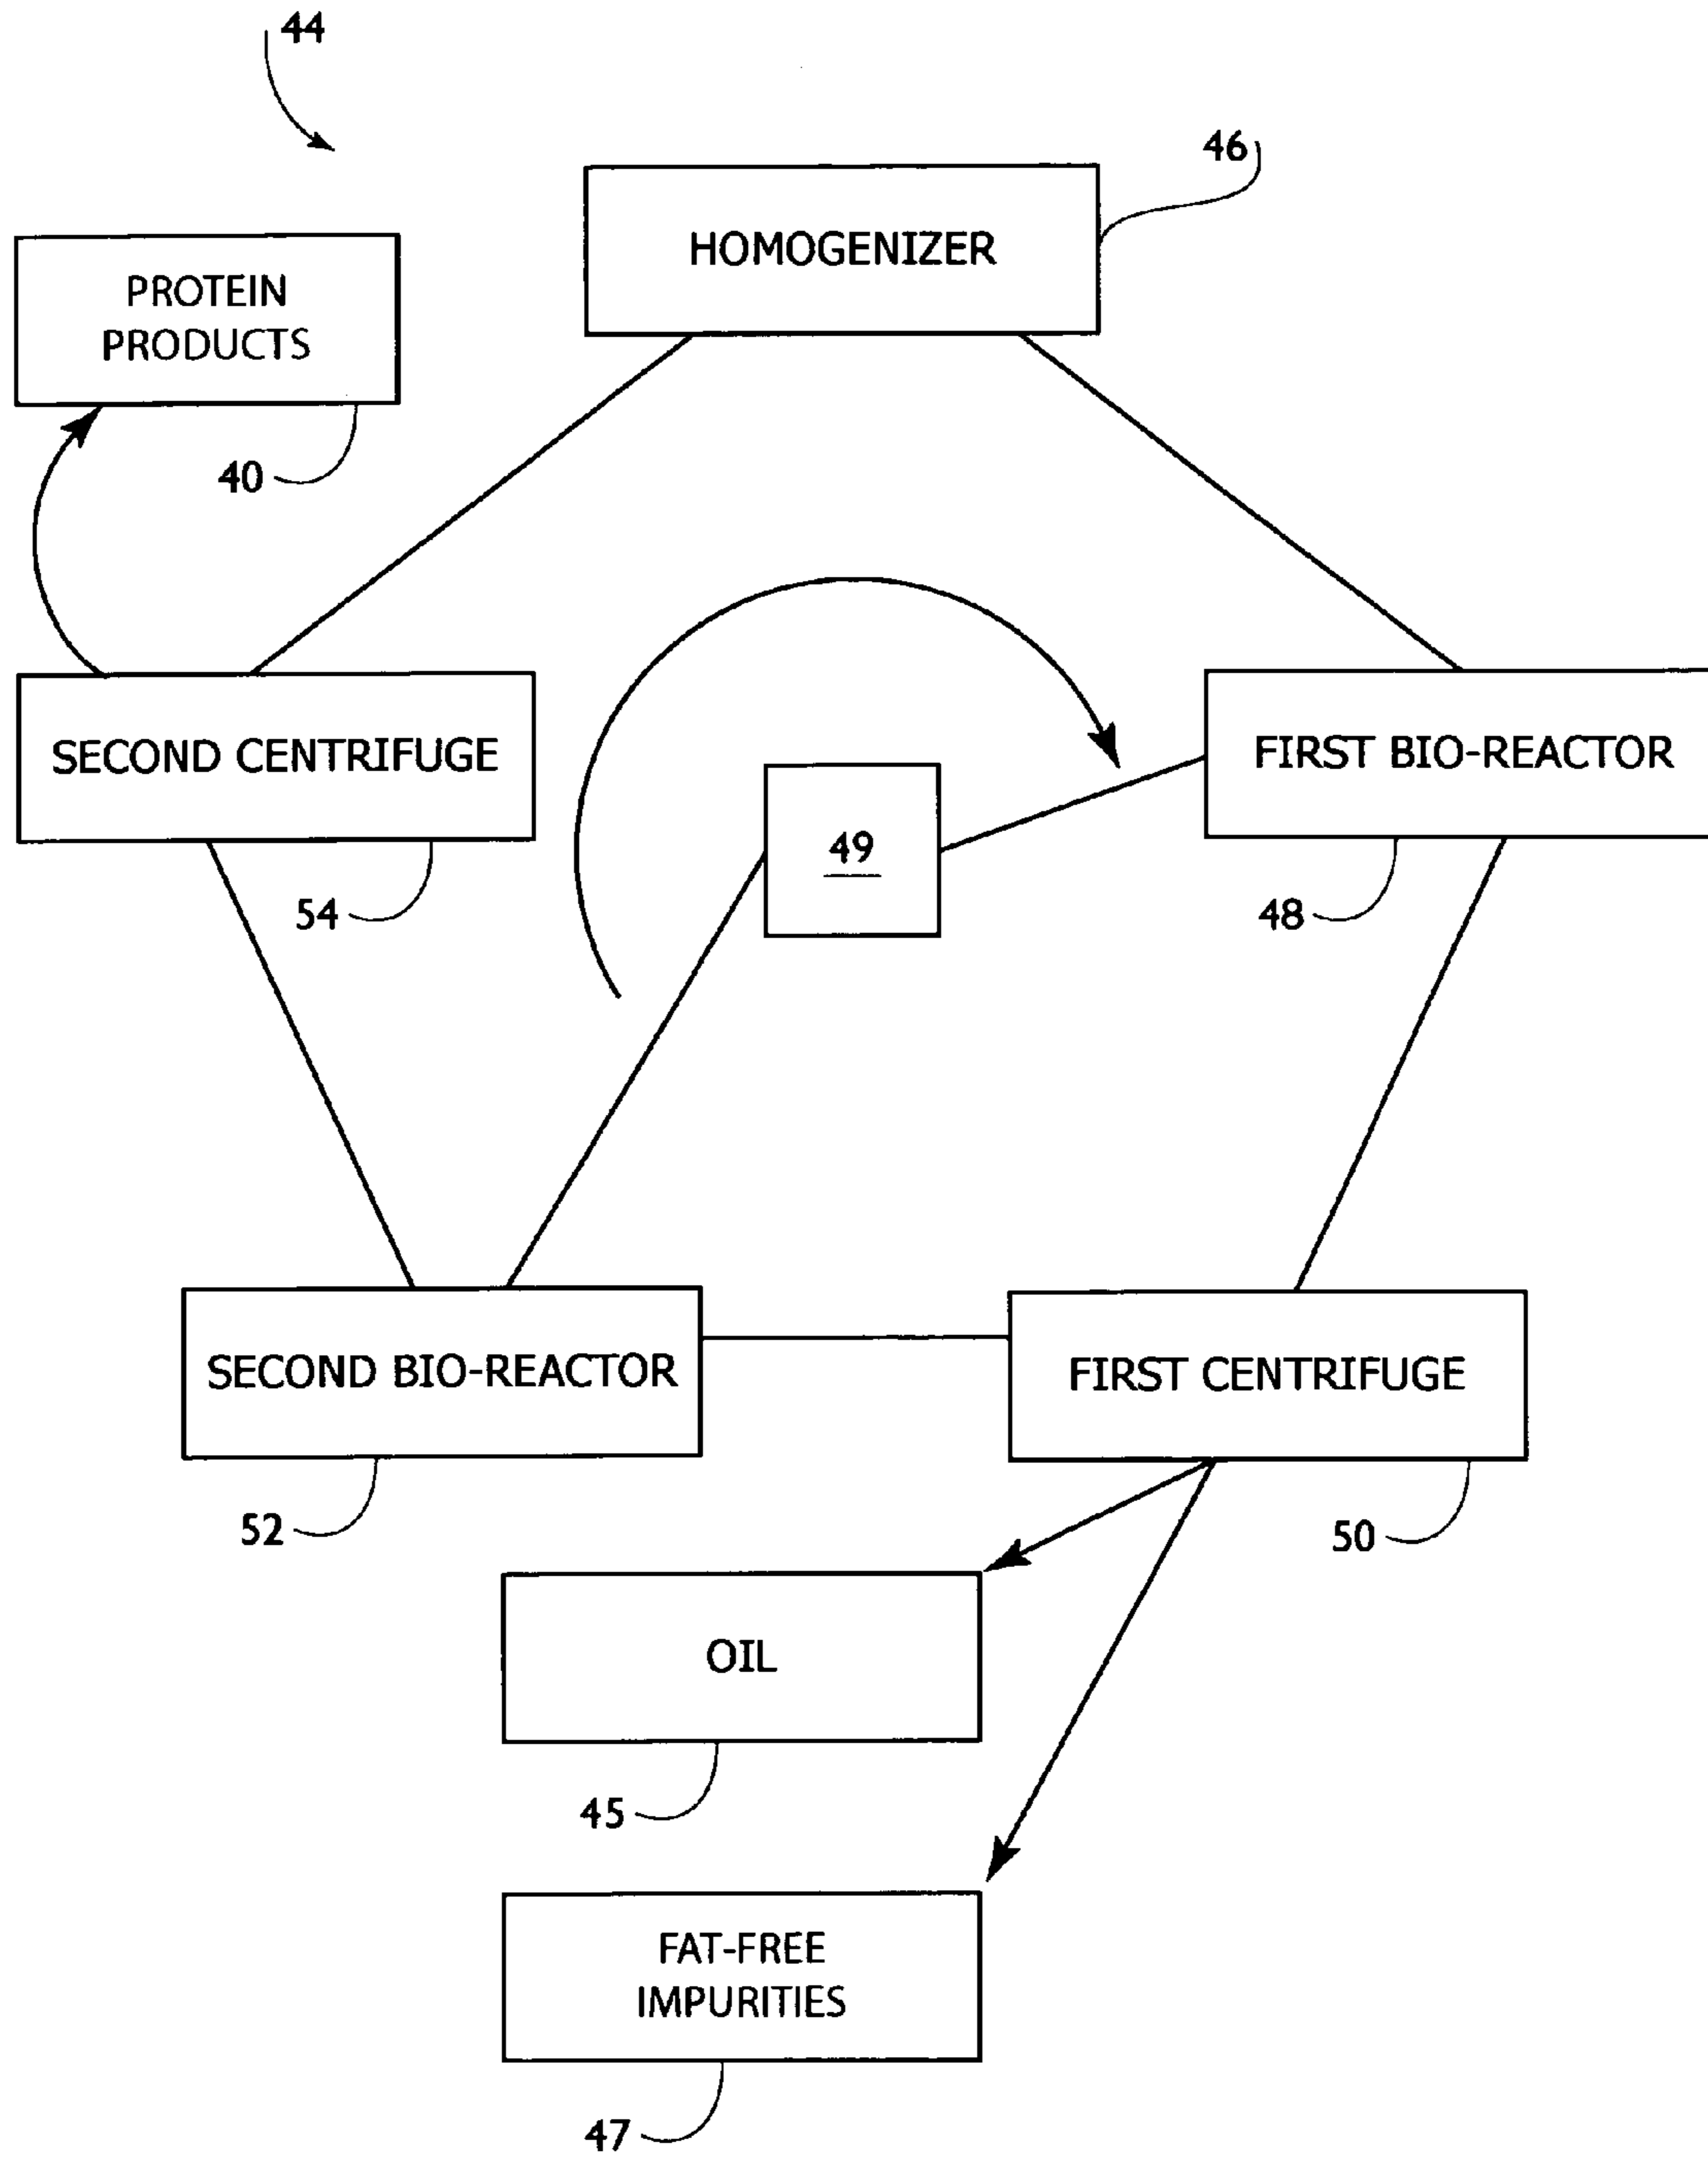 44
46
HOMOGENIZER
PROTEIN
PRODUCTS
40
SECOND CENTRIFUGE
54
49
FIRST BIO-REACTOR
48
SECOND BIO-REACTOR
52
FIRST CENTRIFUGE
50
OIL
45
FAT-FREE
IMPURITIES
47